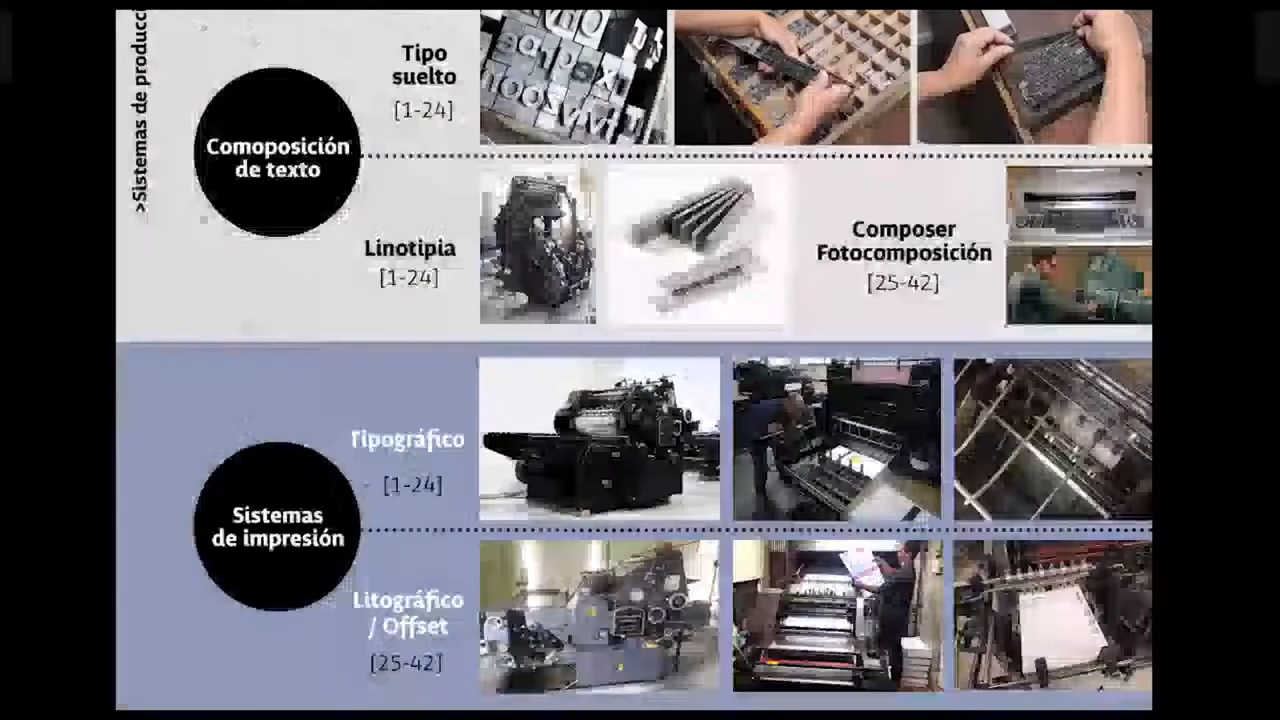 >Sistemas de producci
Comoposición
de texto
Tipo
suelto
[1-24]
Linotipia
[1-24]
Composer
Fotocomposición
[25-42]
Sistemas
de impresión
Tipográfico
[1-24]
Litográfico
/ Offset
[25-42]